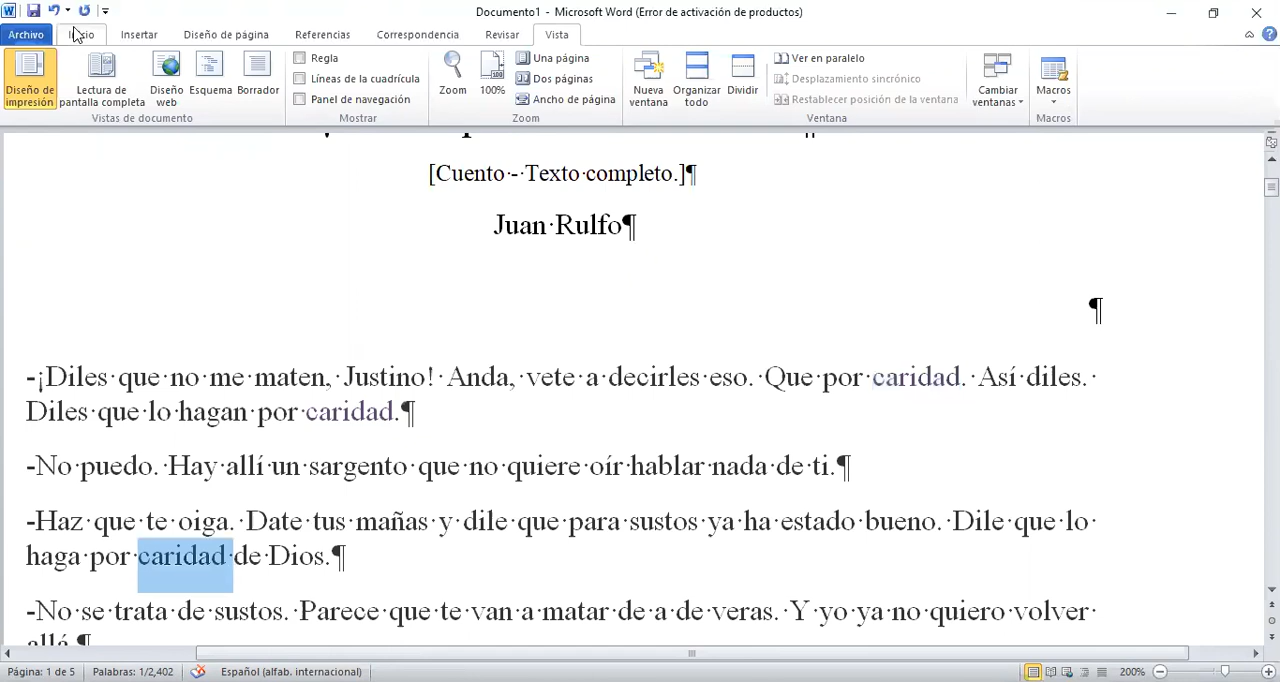 Documento1 - Microsoft Word (Error de activación de productos)
Archivo Inicio Insertar Diseño de página Referencias Correspondencia Revisar Vista
Diseño de impresión
Lectura de pantalla completa
Diseño web
Esquema
Borrador
Vistas de documento
Regla
Líneas de la cuadrícula
Panel de navegación
Mostrar
Zoom
100%
Una página
Dos páginas
Ancho de página
Zoom
Nueva ventana
Organizar todo
Dividir
Ver en paralelo
Desplazamiento sincrónico
Restablecer posición de la ventana
Cambiar ventanas
Ventana
Macros
Macros
[Cuento - Texto completo.]¶
Juan Rulfo¶
¶
-¡Diles que no me maten, Justino! Anda, vete a decirles eso. Que por caridad. Así diles.
Diles que lo hagan por caridad.¶
-No puedo. Hay allí un sargento que no quiere oír hablar nada de ti.¶
-Haz que te oiga. Date tus mañas y dile que para sustos ya ha estado bueno. Dile que lo
haga por caridad de Dios.¶
-No se trata de sustos. Parece que te van a matar de a de veras. Y yo ya no quiero volver
allá.¶
Página: 1 de 5 Palabras: 1/2,402 Español (alfab. internacional) 200%